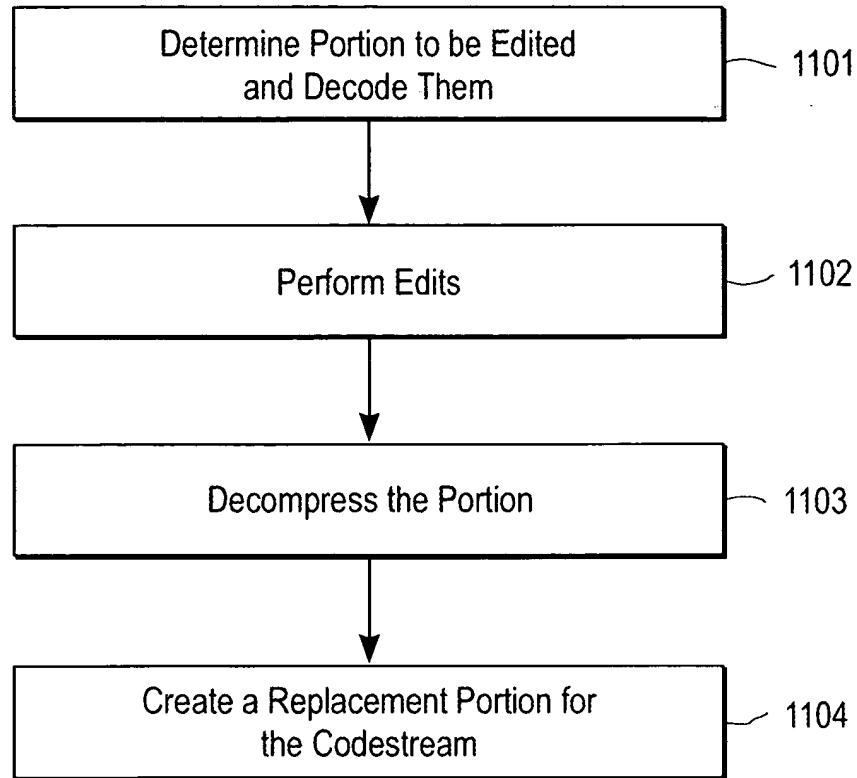 Determine Portion to be Edited
and Decode Them
1101
Perform Edits
1102
Decompress the Portion
1103
Create a Replacement Portion for
the Codestream
1104